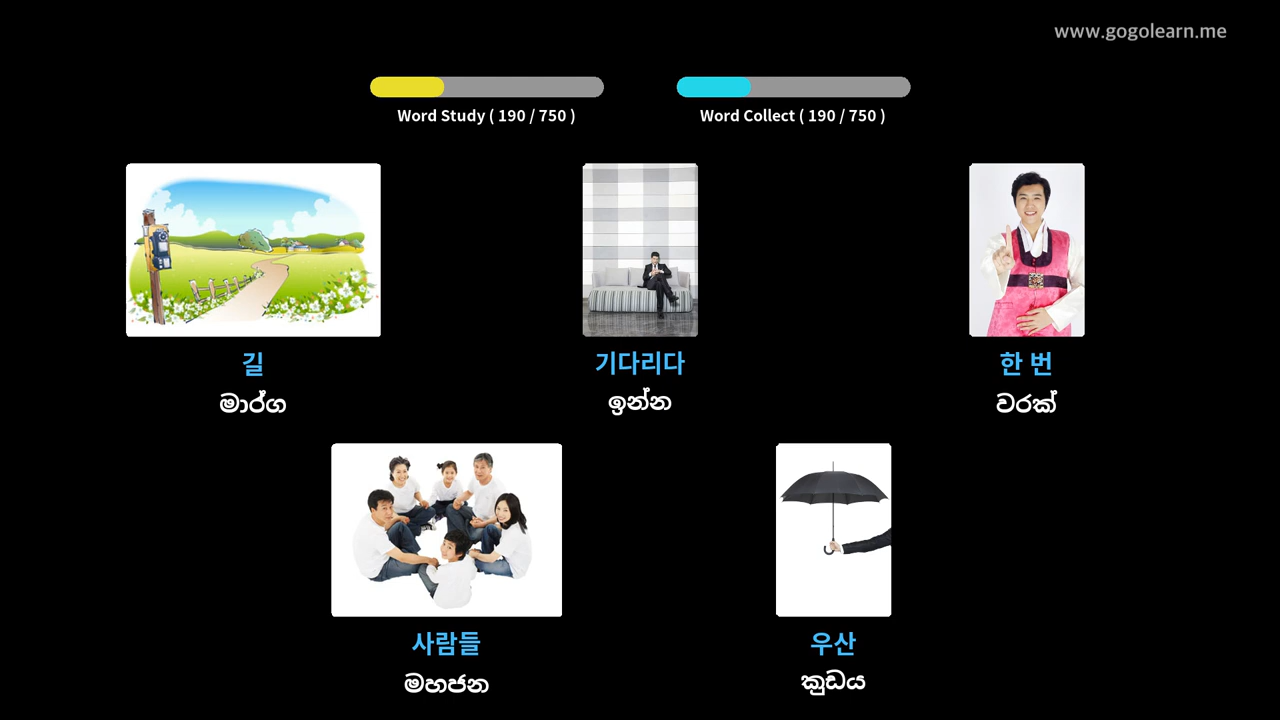 www.gogolearn.me
Word Study ( 190 / 750 )
Word Collect ( 190 / 750 )
길
මාර්ග
기다리다
ඉන්න
한 번
වරක්
사람들
මහජන
우산
කුඩය